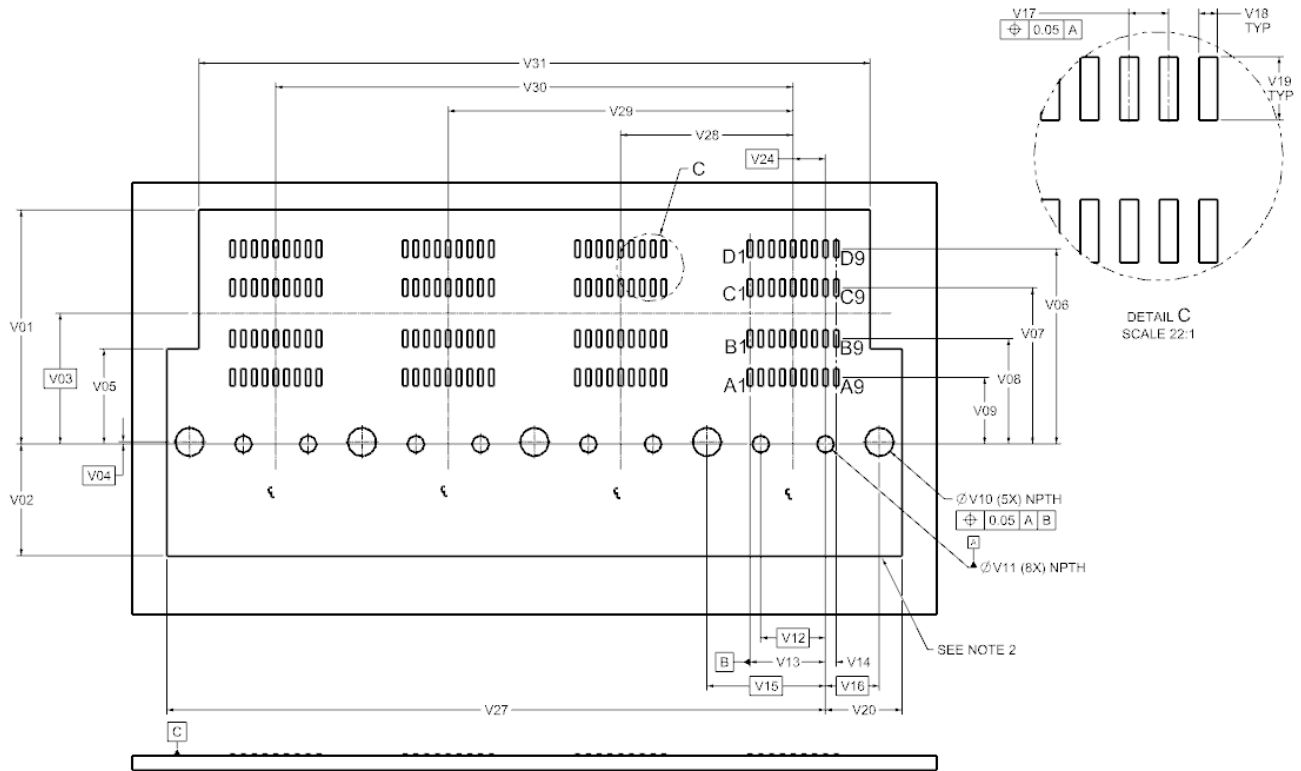 V17
⌖ 0.05 A
V18
TYP
V19
TYP
V31
V30
V29
V28
V24
C
D1
D9
C1
C9
B1
B9
A1
A9
V01
V03
V05
V04
V02
V06
V07
V08
V09
DETAIL C
SCALE 22:1
℄
℄
℄
℄
∅V10 (5X) NPTH
⌖ 0.05 A B
A
∅V11 (8X) NPTH
V12
SEE NOTE 2
B
V13
V14
V15
V16
V27
V20
C